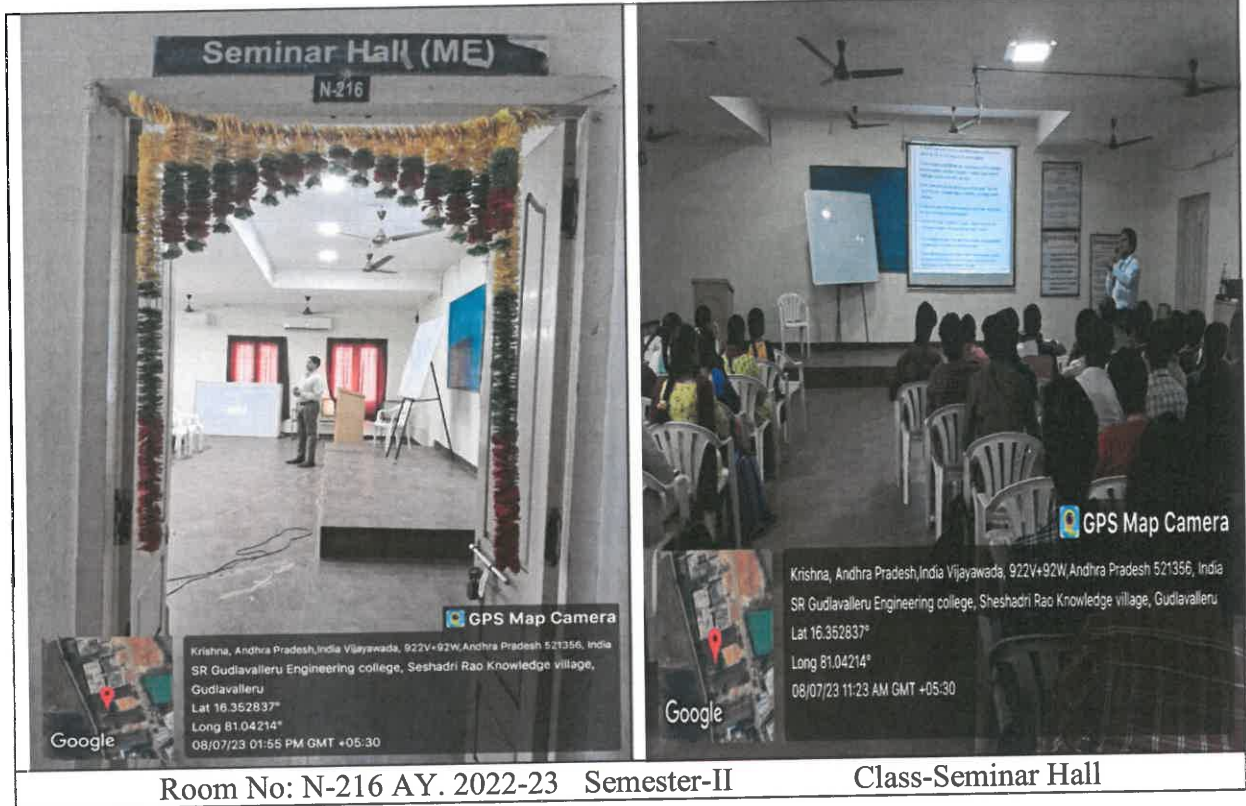 Seminar Hall (ME)
N-216
GPS Map Camera
Krishna, Andhra Pradesh,India Vijayawada, 922V+92W,Andhra Pradesh 521356, India
SR Gudlavalleru Engineering college, Seshadri Rao Knowledge village,
Gudlavalleru
Lat 16.352837°
Long 81.04214°
08/07/23 01:55 PM GMT +05:30
Google
GPS Map Camera
Krishna, Andhra Pradesh,India Vijayawada, 922V+92W,Andhra Pradesh 521356, India
SR Gudlavalleru Engineering college, Sheshadri Rao Knowledge village, Gudlavalleru
Lat 16.352837°
Long 81.04214°
08/07/23 11:23 AM GMT +05:30
Google
Room No: N-216 AY. 2022-23 Semester-II Class-Seminar Hall